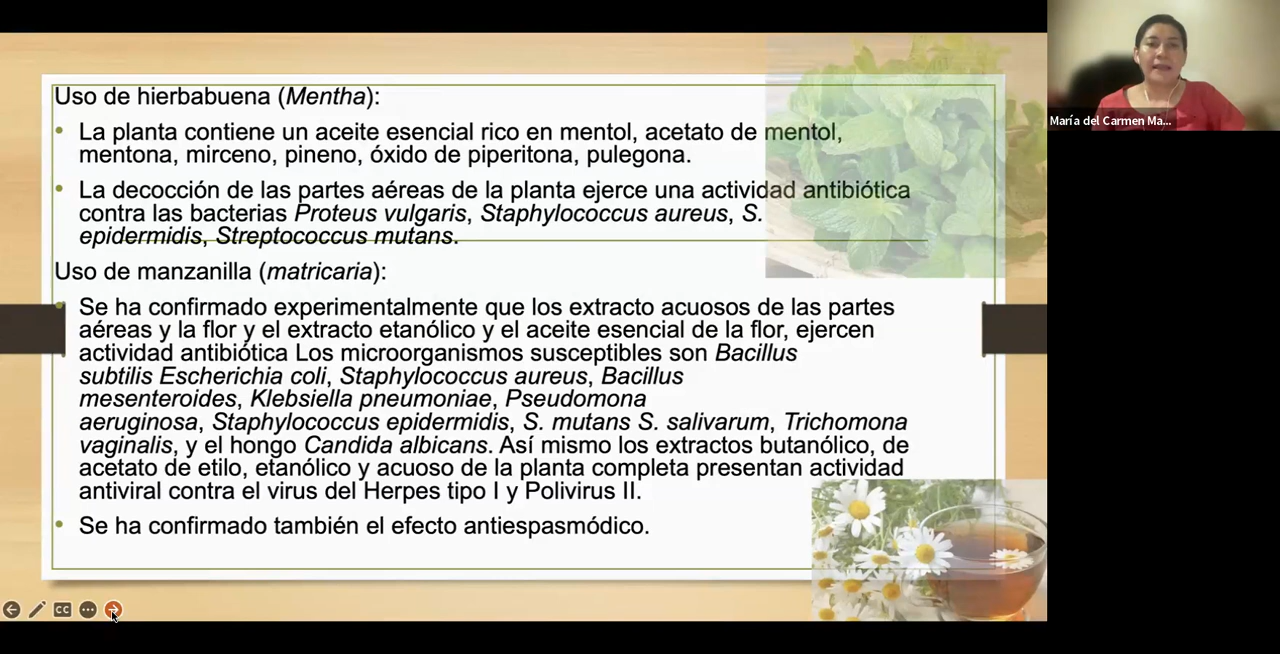 Uso de hierbabuena (Mentha):
• La planta contiene un aceite esencial rico en mentol, acetato de mentol,
mentona, mirceno, pineno, óxido de piperitona, pulegona.
• La decocción de las partes aéreas de la planta ejerce una actividad antibiótica
contra las bacterias Proteus vulgaris, Staphylococcus aureus, S.
epidermidis, Streptococcus mutans.
Uso de manzanilla (matricaria):
• Se ha confirmado experimentalmente que los extracto acuosos de las partes
aéreas y la flor y el extracto etanólico y el aceite esencial de la flor, ejercen
actividad antibiótica Los microorganismos susceptibles son Bacillus
subtilis Escherichia coli, Staphylococcus aureus, Bacillus
mesenteroides, Klebsiella pneumoniae, Pseudomona
aeruginosa, Staphylococcus epidermidis, S. mutans S. salivarum, Trichomona
vaginalis, y el hongo Candida albicans. Así mismo los extractos butanólico, de
acetato de etilo, etanólico y acuoso de la planta completa presentan actividad
antiviral contra el virus del Herpes tipo I y Polivirus II.
• Se ha confirmado también el efecto antiespasmódico.
María del Carmen Ma...
CC